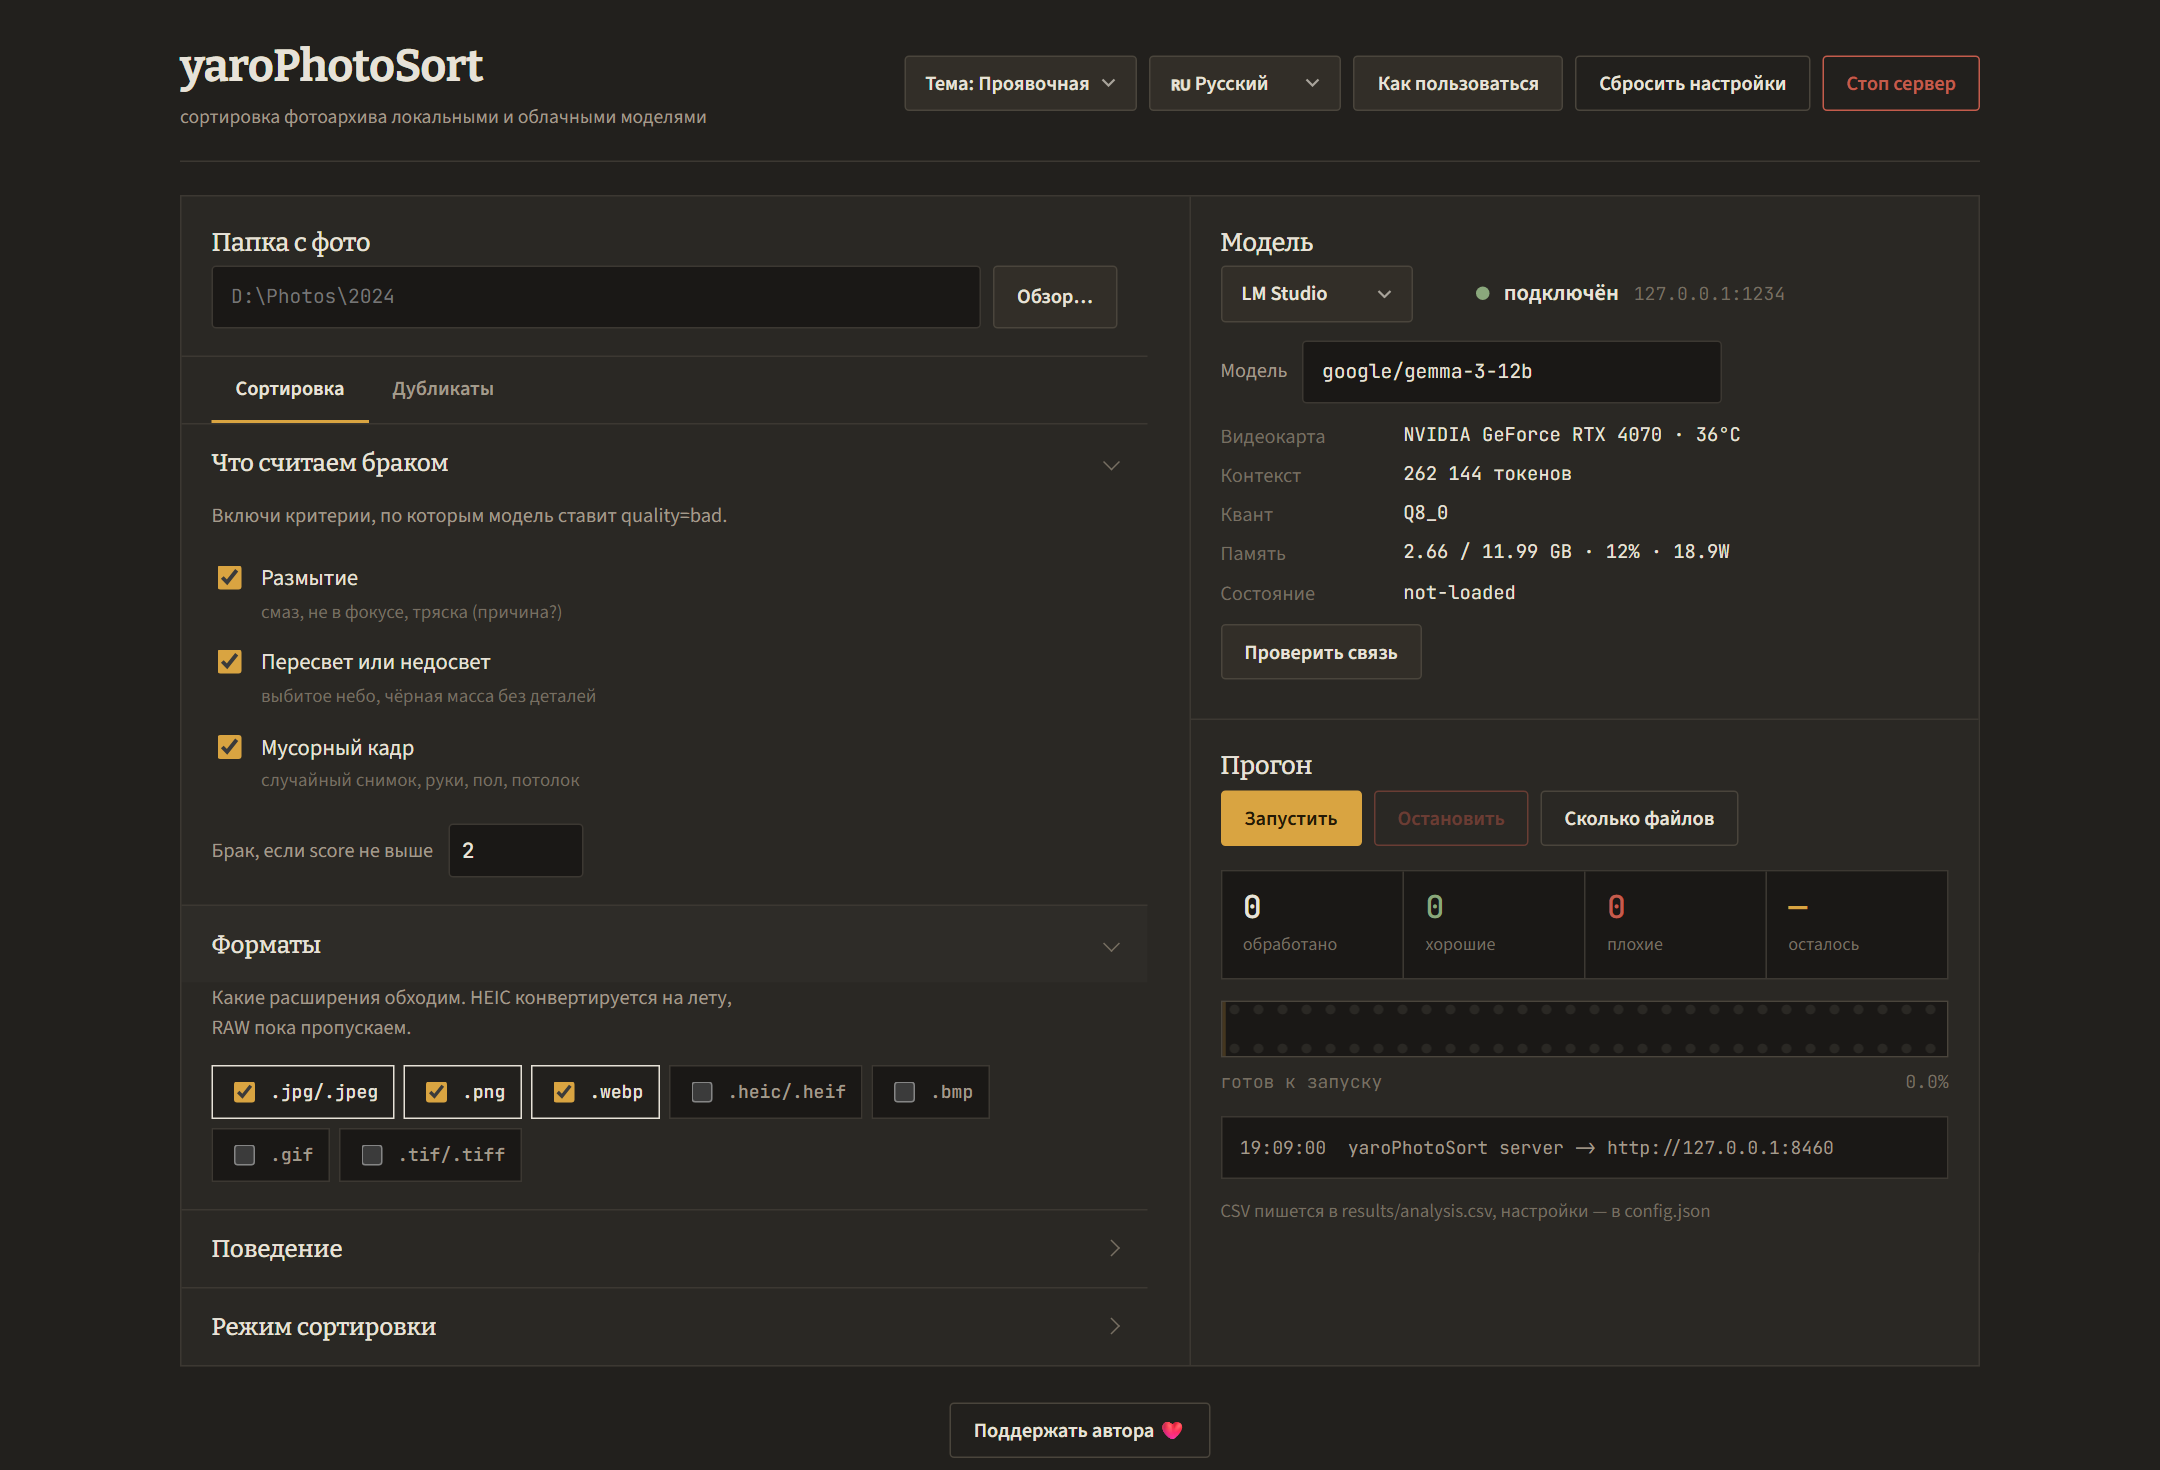 yaroPhotoSort
сортировка фотоархива локальными и облачными моделями
Тема: Проявочная
RU Русский
Как пользоваться
Сбросить настройки
Стоп сервер
Папка с фото
D:\Photos\2024
Обзор...
Сортировка
Дубликаты
Что считаем браком
Включи критерии, по которым модель ставит quality=bad.
Размытие
смаз, не в фокусе, тряска (причина?)
Пересвет или недосвет
выбитое небо, чёрная масса без деталей
Мусорный кадр
случайный снимок, руки, пол, потолок
Брак, если score не выше 2
Форматы
Какие расширения обходим. HEIC конвертируется на лету,
RAW пока пропускаем.
.jpg/.jpeg
.png
.webp
.heic/.heif
.bmp
.gif
.tif/.tiff
Поведение
Режим сортировки
Модель
LM Studio
подключён 127.0.0.1:1234
Модель google/gemma-3-12b
Видеокарта NVIDIA GeForce RTX 4070 · 36°C
Контекст 262 144 токенов
Квант Q8_0
Память 2.66 / 11.99 GB · 12% · 18.9W
Состояние not-loaded
Проверить связь
Прогон
Запустить
Остановить
Сколько файлов
0 обработано
0 хорошие
0 плохие
— осталось
готов к запуску 0.0%
19:09:00 yaroPhotoSort server → http://127.0.0.1:8460
CSV пишется в results/analysis.csv, настройки — в config.json
Поддержать автора